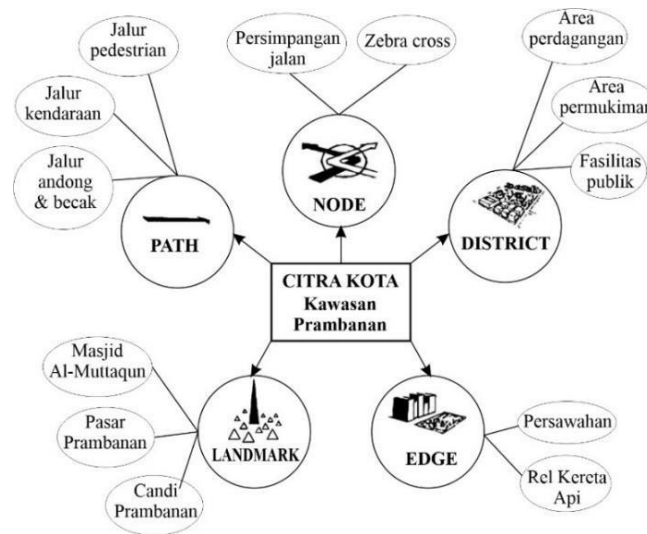 Jalur
pedestrian
Jalur
kendaraan
Jalur
andong
& becak
PATH
Persimpangan
jalan
Zebra cross
NODE
Area
perdagangan
Area
permukiman
Fasilitas
publik
DISTRICT
CITRA KOTA
Kawasan
Prambanan
Masjid
Al-Muttaqun
Pasar
Prambanan
Candi
Prambanan
LANDMARK
EDGE
Persawahan
Rel Kereta
Api